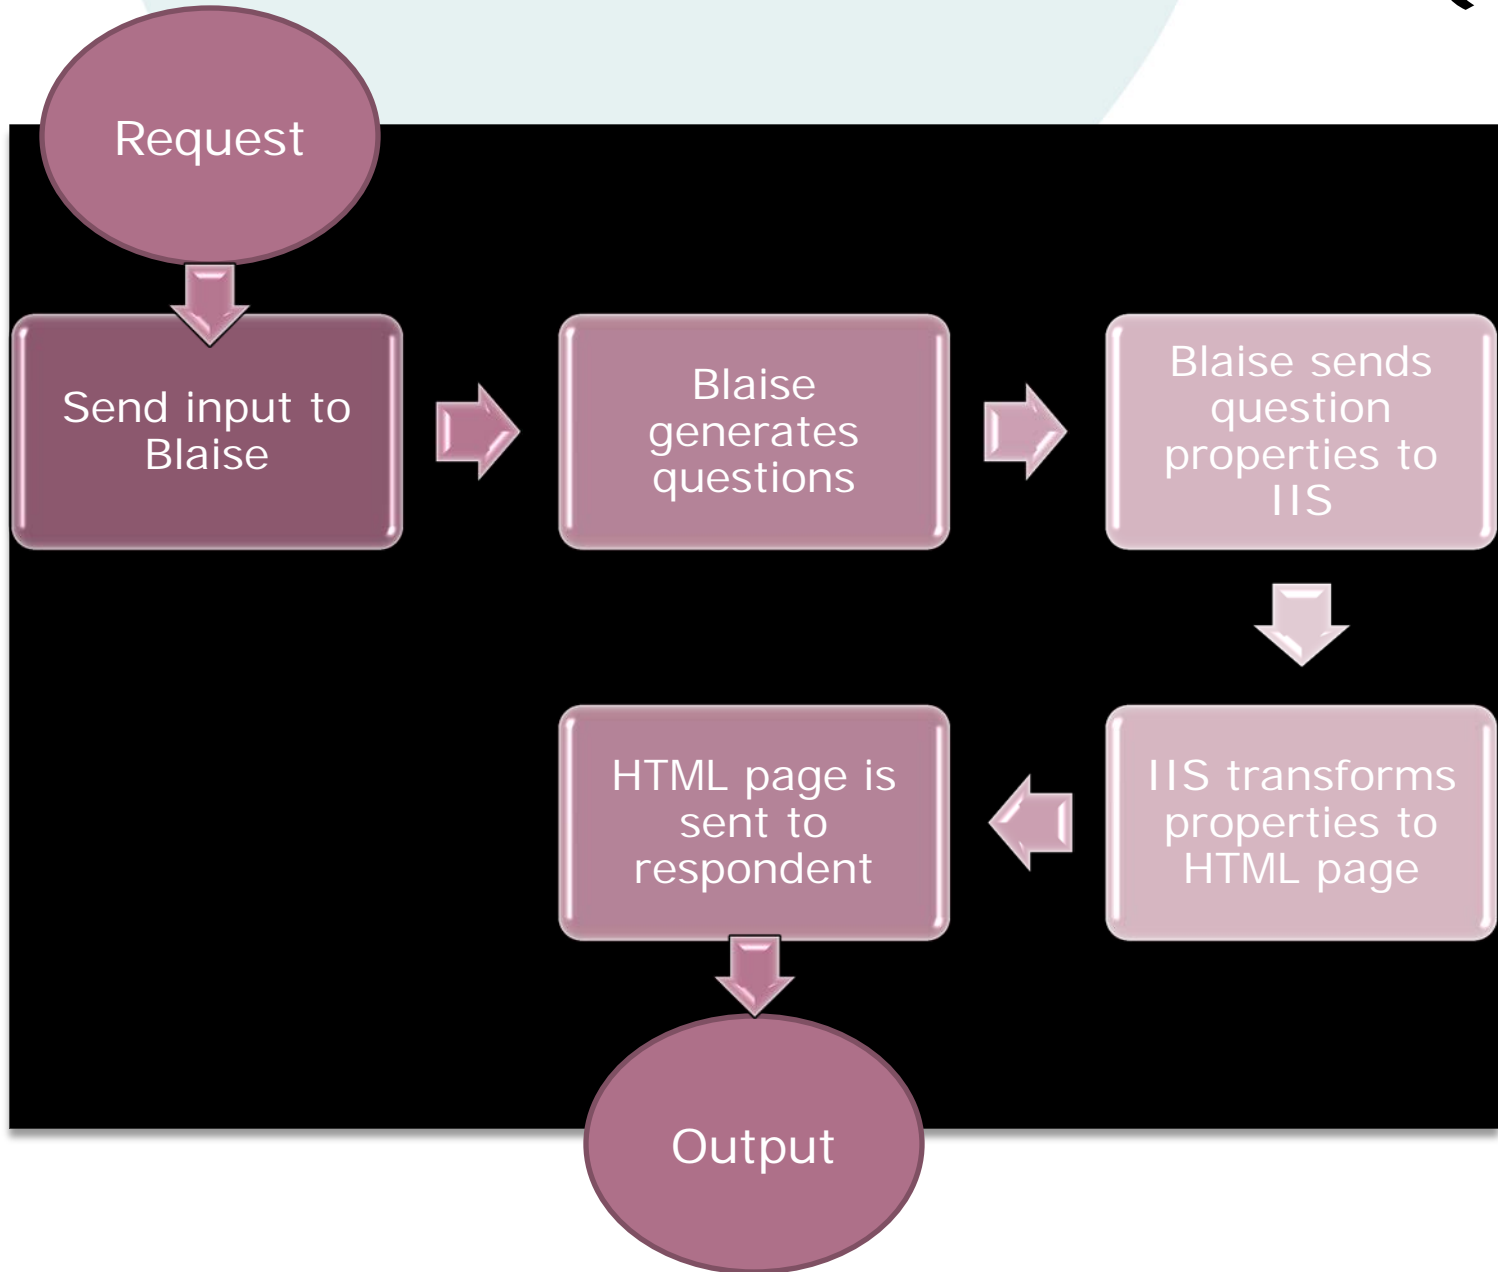 Request
Send input to
Blaise
Blaise
generates
questions
Blaise sends
question
properties to
IIS
IIS transforms
properties to
HTML page
HTML page is
sent to
respondent
Output